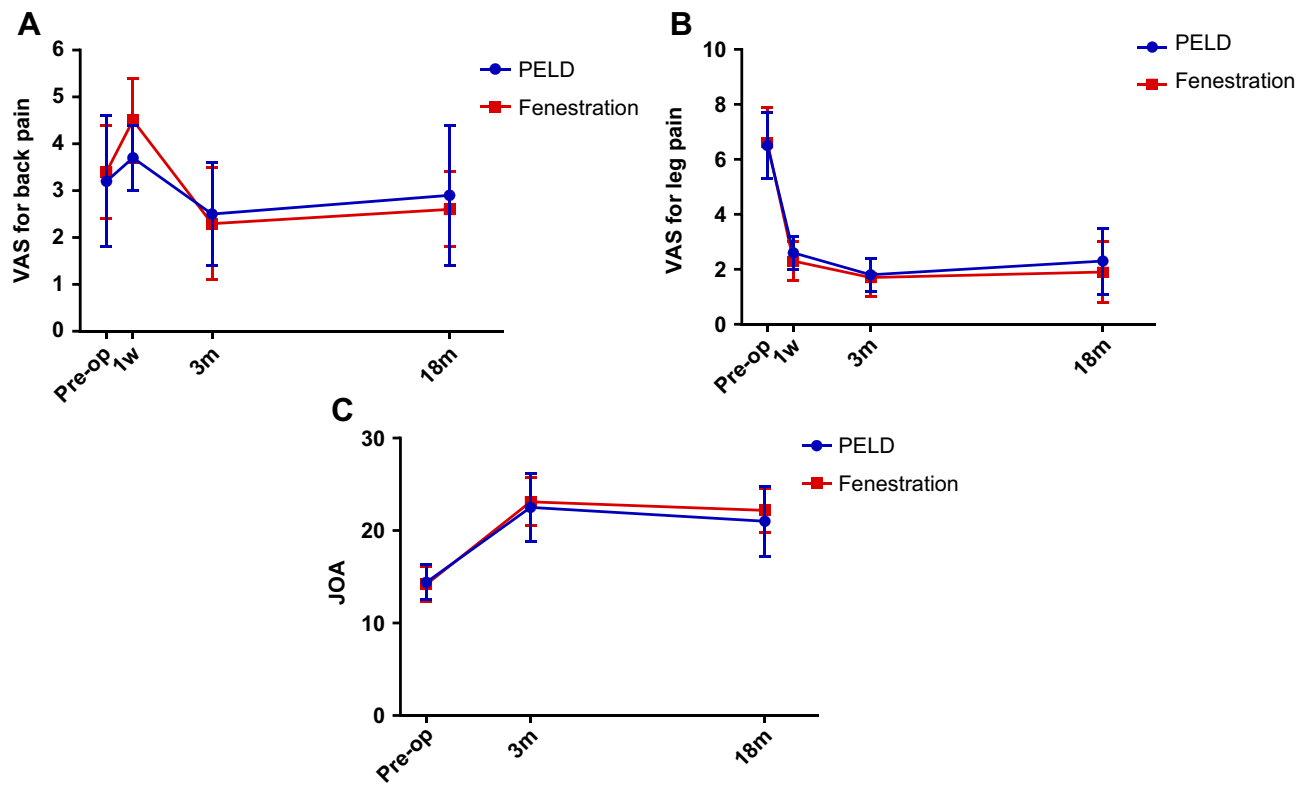 A
VAS for back pain
6
5
4
3
2
1
0
Pre-op
1w
3m
18m
PELD
Fenestration
B
VAS for leg pain
10
8
6
4
2
0
Pre-op
1w
3m
18m
PELD
Fenestration
C
JOA
30
20
10
0
Pre-op
3m
18m
PELD
Fenestration